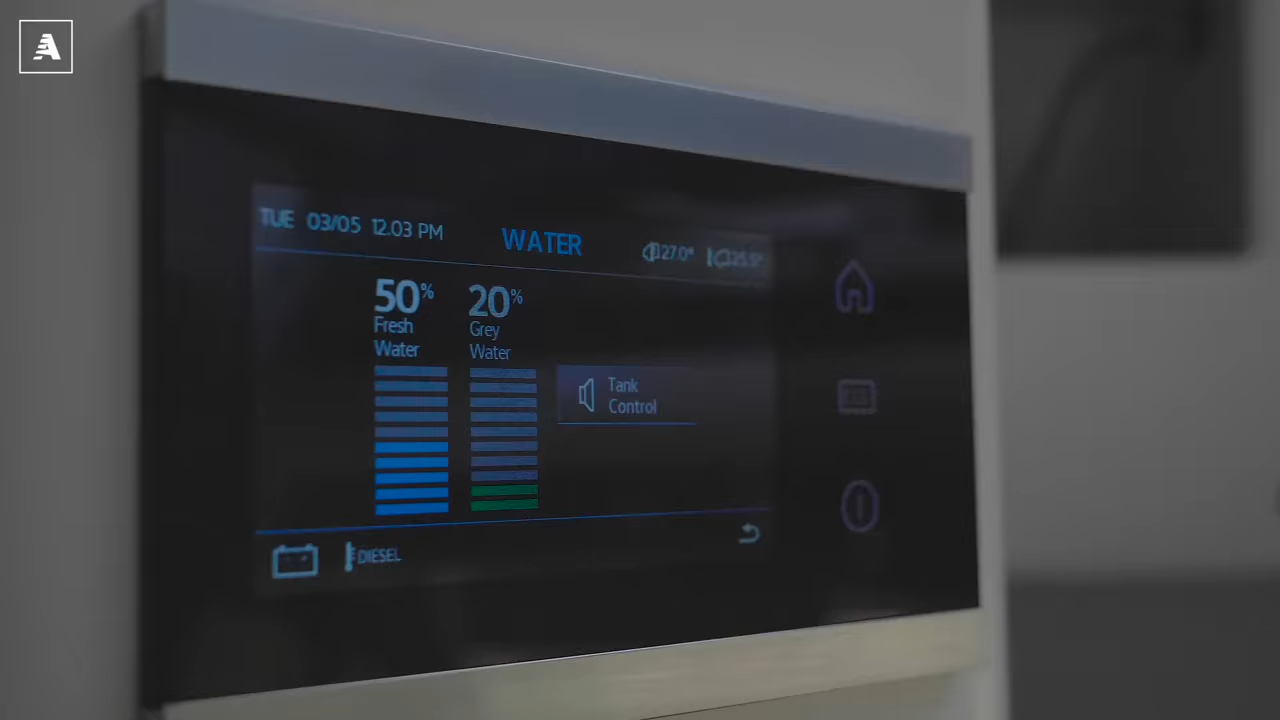 TUE 03/05 12.03 PM
WATER
27.0°
50%
Fresh
Water
20%
Grey
Water
Tank
Control
DIESEL